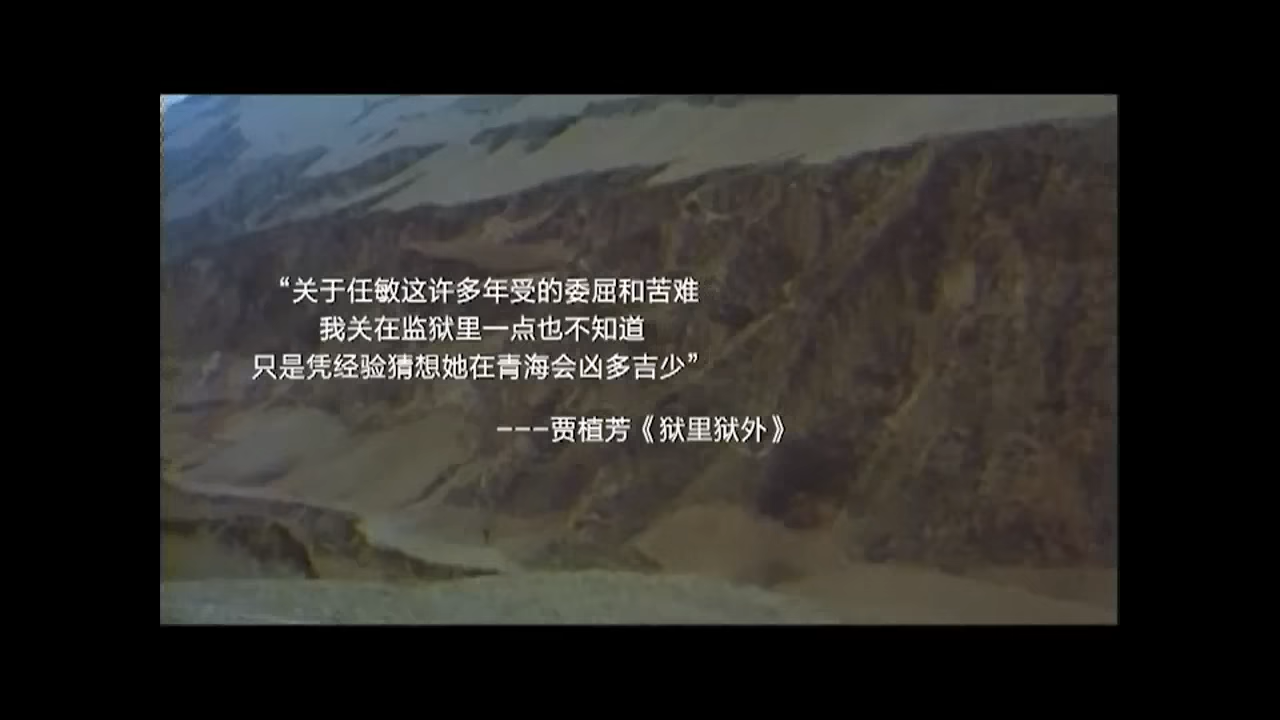 “关于任敏这许多年受的委屈和苦难
我关在监狱里一点也不知道
只是凭经验猜想她在青海会凶多吉少”
---贾植芳《狱里狱外》